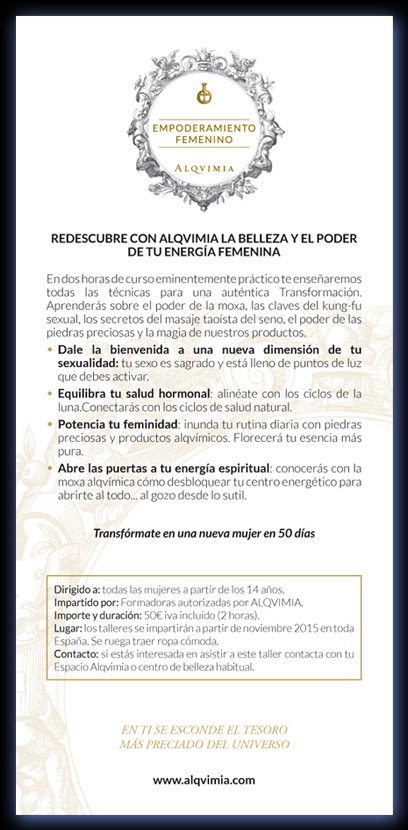 EMPODERAMIENTO
FEMENINO
ALQVIMIA
REDESCUBRE CON ALQVIMIA LA BELLEZA Y EL PODER
DE TU ENERGÍA FEMENINA
En dos horas de curso eminentemente práctico te enseñaremos
todas las técnicas para una auténtica Transformación.
Aprenderás sobre el poder de la moxa, las claves del kung-fu
sexual, los secretos del masaje taoísta del seno, el poder de las
piedras preciosas y la magia de nuestros productos.
Dale la bienvenida a una nueva dimensión de tu
sexualidad: tu sexo es sagrado y está lleno de puntos de luz
que debes activar.
Equilibra tu salud hormonal: alinéate con los ciclos de la
luna.Conectarás con los ciclos de salud natural.
Potencia tu feminidad: inunda tu rutina diaria con piedras
preciosas y productos alqvímicos. Florecerá tu esencia más
pura.
Abre las puertas a tu energía espiritual: conocerás con la
moxa alqvímica cómo desbloquear tu centro energético para
abrirte al todo... al gozo desde lo sutil.
Transfórmate en una nueva mujer en 50 días
Dirigido a: todas las mujeres a partir de los 14 años.
Impartido por: Formadoras autorizadas por ALQVIMIA.
Importe y duración: 50€ iva incluído (2 horas).
Lugar: los talleres se impartirán a partir de noviembre 2015 en toda
España. Se ruega traer ropa cómoda.
Contacto: si estás interesada en asistir a este taller contacta con tu
Espacio Alqvimia o centro de belleza habitual.
EN TI SE ESCONDE EL TESORO
MÁS PRECIADO DEL UNIVERSO
www.alqvimia.com